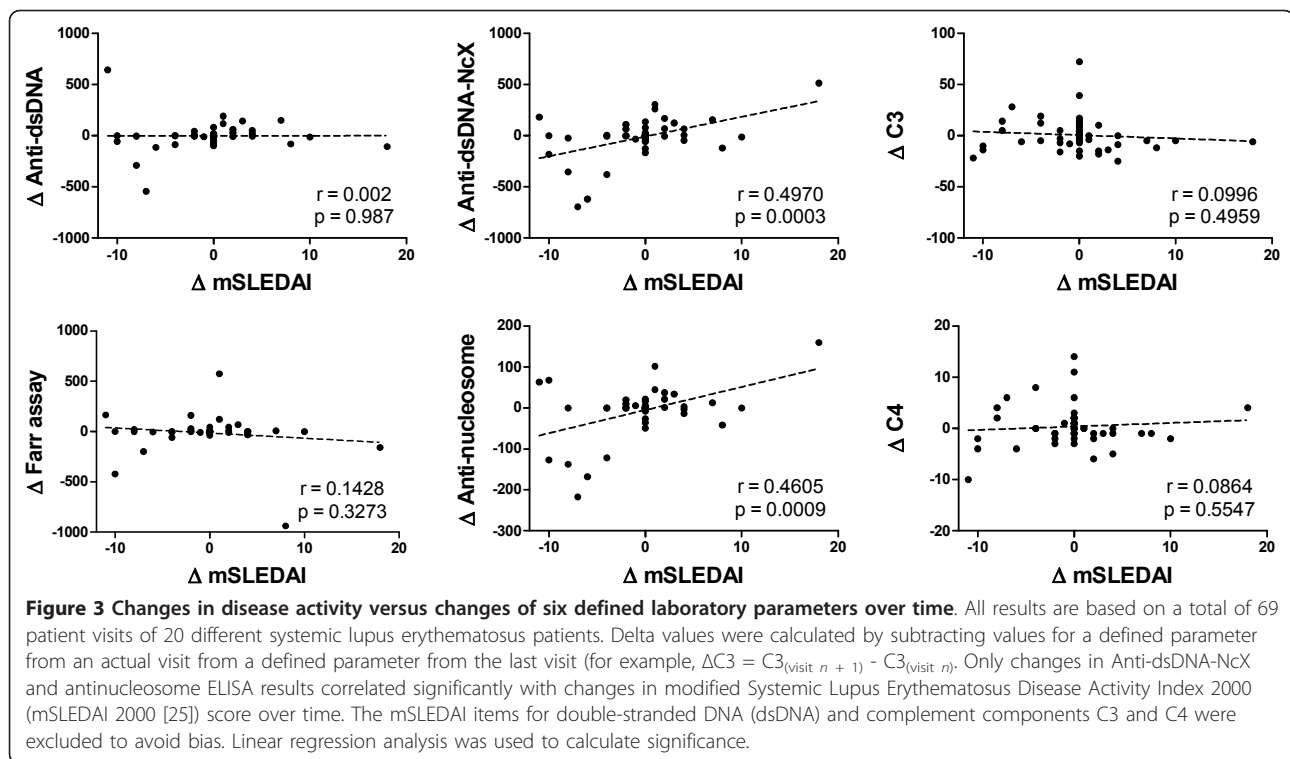 1000
500
0
-500
-1000
Δ Anti-dsDNA
-10 0 10 20
Δ mSLEDAI
r = 0.002
p = 0.987
1000
500
0
-500
-1000
Δ Anti-dsDNA-NcX
-10 0 10 20
Δ mSLEDAI
r = 0.4970
p = 0.0003
100
50
0
-50
-100
Δ C3
-10 0 10 20
Δ mSLEDAI
r = 0.0996
p = 0.4959
1000
500
0
-500
-1000
Δ Farr assay
-10 0 10 20
Δ mSLEDAI
r = 0.1428
p = 0.3273
200
100
0
-100
-200
-300
Δ Anti-nucleosome
-10 0 10 20
Δ mSLEDAI
r = 0.4605
p = 0.0009
20
10
0
-10
-20
Δ C4
-10 0 10 20
Δ mSLEDAI
r = 0.0864
p = 0.5547
Figure 3 Changes in disease activity versus changes of six defined laboratory parameters over time. All results are based on a total of 69
patient visits of 20 different systemic lupus erythematosus patients. Delta values were calculated by subtracting values for a defined parameter
from an actual visit from a defined parameter from the last visit (for example, ΔC3 = C3(visit n + 1) - C3(visit n). Only changes in Anti-dsDNA-NcX
and antinucleosome ELISA results correlated significantly with changes in modified Systemic Lupus Erythematosus Disease Activity Index 2000
(mSLEDAI 2000 [25]) score over time. The mSLEDAI items for double-stranded DNA (dsDNA) and complement components C3 and C4 were
excluded to avoid bias. Linear regression analysis was used to calculate significance.